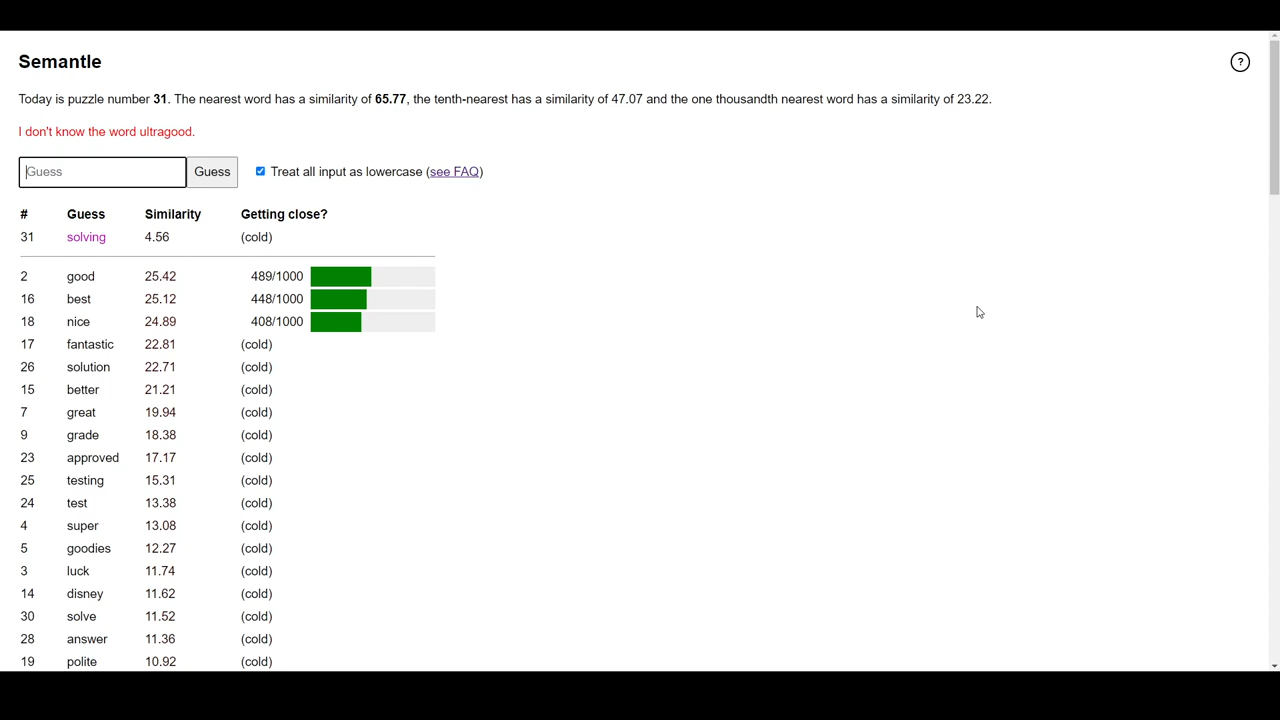 Semantle
?
Today is puzzle number 31. The nearest word has a similarity of 65.77, the tenth-nearest has a similarity of 47.07 and the one thousandth nearest word has a similarity of 23.22.
I don't know the word ultragood.
Guess Guess Treat all input as lowercase (see FAQ)
# Guess Similarity Getting close?
31 solving 4.56 (cold)
2 good 25.42 489/1000
16 best 25.12 448/1000
18 nice 24.89 408/1000
17 fantastic 22.81 (cold)
26 solution 22.71 (cold)
15 better 21.21 (cold)
7 great 19.94 (cold)
9 grade 18.38 (cold)
23 approved 17.17 (cold)
25 testing 15.31 (cold)
24 test 13.38 (cold)
4 super 13.08 (cold)
5 goodies 12.27 (cold)
3 luck 11.74 (cold)
14 disney 11.62 (cold)
30 solve 11.52 (cold)
28 answer 11.36 (cold)
19 polite 10.92 (cold)